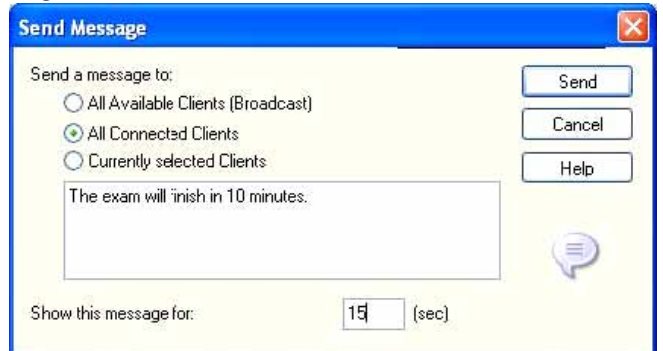 Send Message
Send a message to:
All Available Clients (Broadcast)
All Connected Clients
Currently selected Clients
Send
Cancel
Help
The exam will finish in 10 minutes.
Show this message for: 15 (sec)